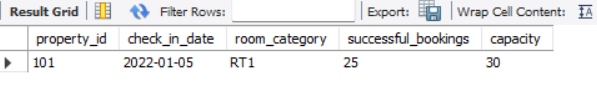 Result Grid Filter Rows: Export: Wrap Cell Content: IA
property_id check_in_date room_category successful_bookings capacity
101 2022-01-05 RT1 25 30